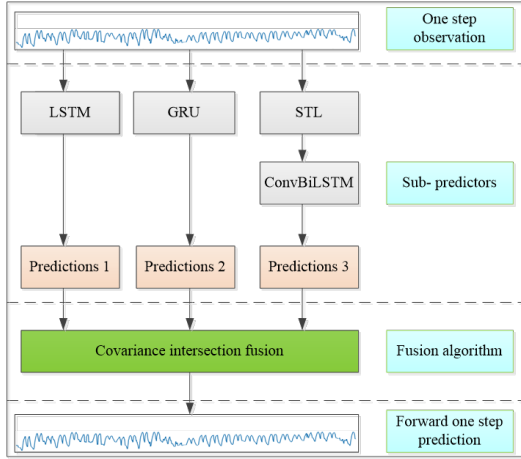 One step
observation
LSTM
GRU
STL
ConvBiLSTM
Sub- predictors
Predictions 1
Predictions 2
Predictions 3
Covariance intersection fusion
Fusion algorithm
Forward one step
prediction